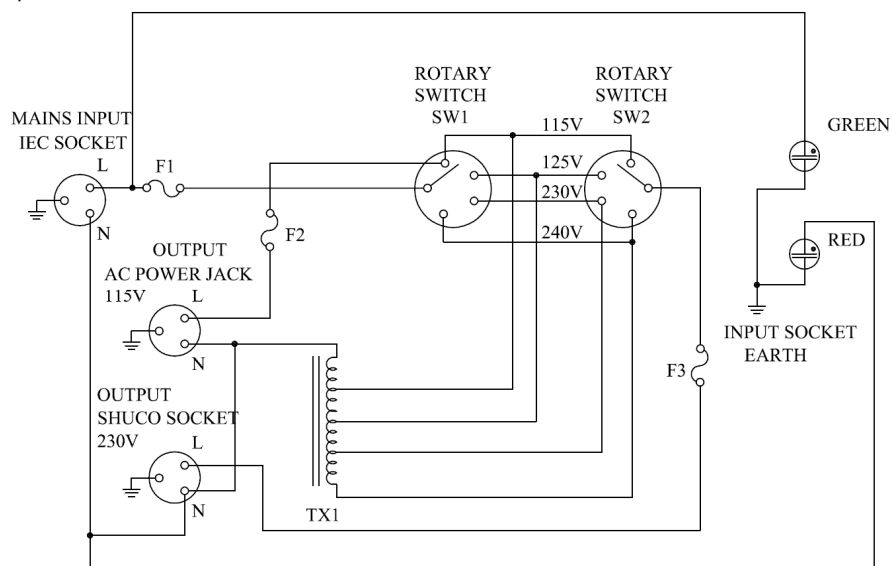 ROTARY
SWITCH
SW1
ROTARY
SWITCH
SW2
MAINS INPUT
IEC SOCKET
L
F1
N
115V
125V
230V
240V
GREEN
RED
F2
OUTPUT
AC POWER JACK
115V
L
N
INPUT SOCKET
EARTH
F3
OUTPUT
SHUCO SOCKET
230V
L
N
TX1